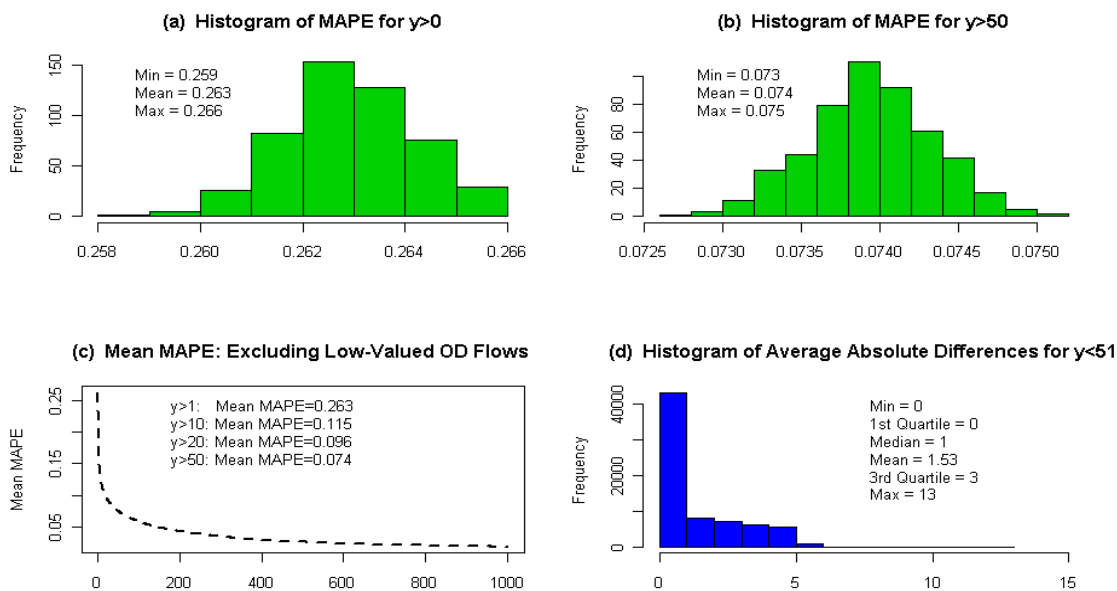 (a) Histogram of MAPE for y>0
Min = 0.259
Mean = 0.263
Max = 0.266
Frequency
150
100
50
0
0.258 0.260 0.262 0.264 0.266
(b) Histogram of MAPE for y>50
Min = 0.073
Mean = 0.074
Max = 0.075
Frequency
80
60
40
20
0
0.0725 0.0730 0.0735 0.0740 0.0745 0.0750
(c) Mean MAPE: Excluding Low-Valued OD Flows
y>1: Mean MAPE=0.263
y>10: Mean MAPE=0.115
y>20: Mean MAPE=0.096
y>50: Mean MAPE=0.074
Mean MAPE
0.25
0.15
0.05
0 200 400 600 800 1000
(d) Histogram of Average Absolute Differences for y<51
Min = 0
1st Quartile = 0
Median = 1
Mean = 1.53
3rd Quartile = 3
Max = 13
Frequency
40000
20000
0
0 5 10 15